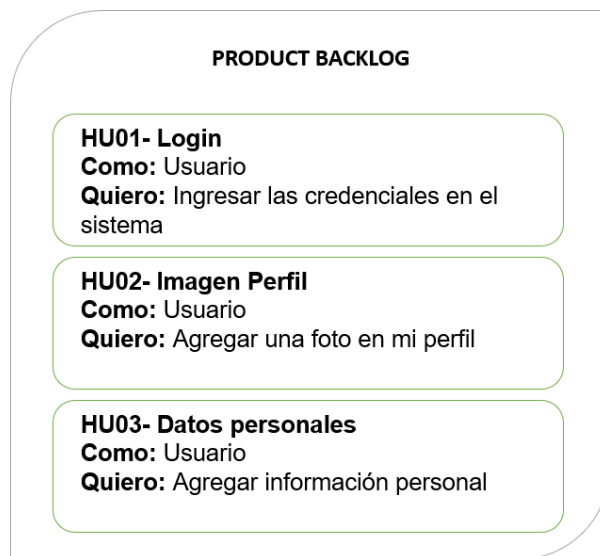 PRODUCT BACKLOG
HU01- Login
Como: Usuario
Quiero: Ingresar las credenciales en el
sistema
HU02- Imagen Perfil
Como: Usuario
Quiero: Agregar una foto en mi perfil
HU03- Datos personales
Como: Usuario
Quiero: Agregar información personal